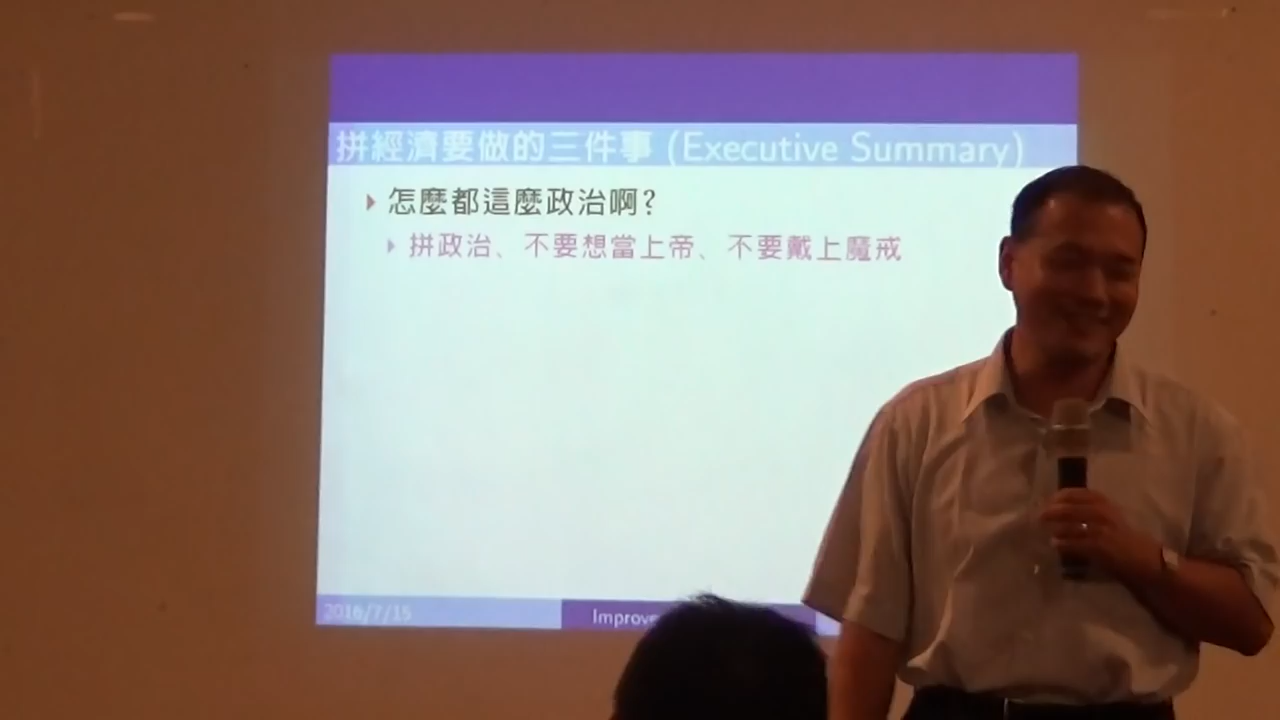 拼經濟要做的三件事 (Executive Summary)
怎麼都這麼政治啊?
拼政治、不要想當上帝、不要戴上魔戒
2016/7/15
Improve